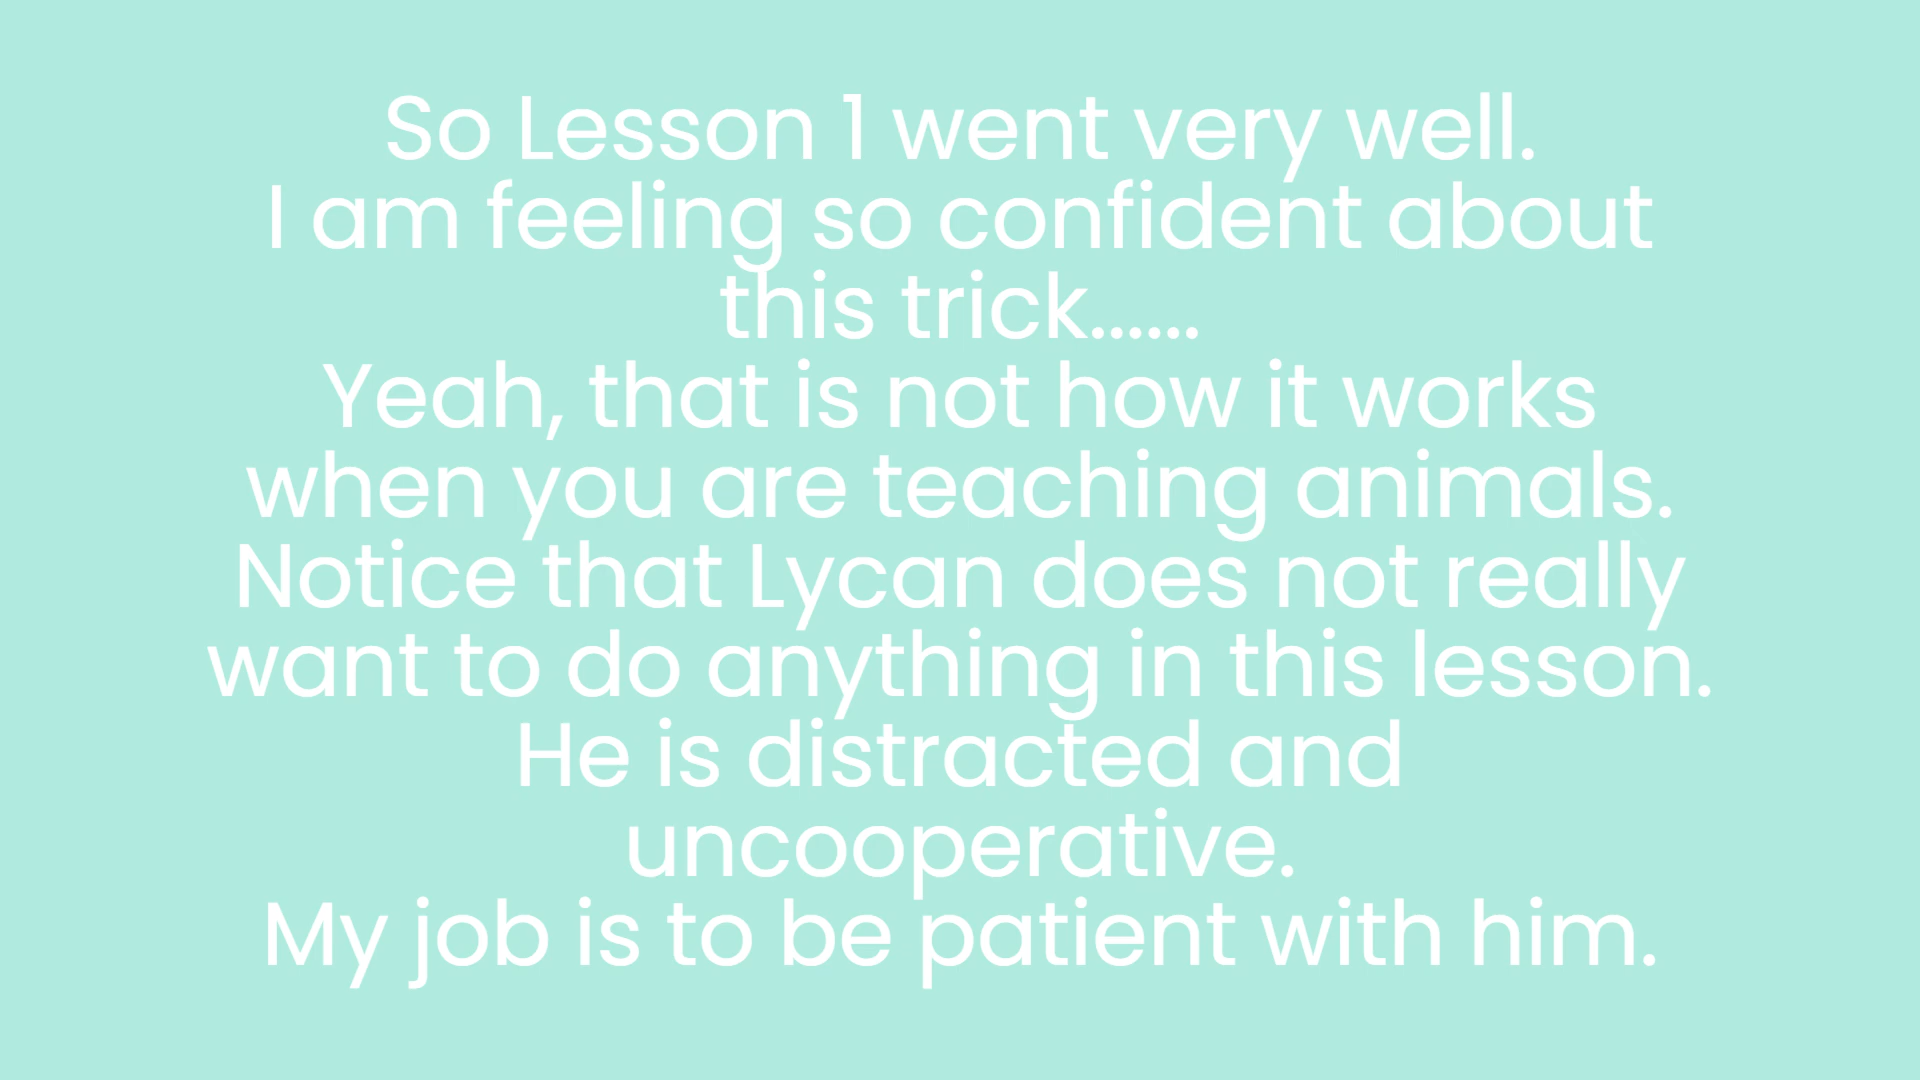 So Lesson 1 went very well.
I am feeling so confident about
this trick......
Yeah, that is not how it works
when you are teaching animals.
Notice that Lycan does not really
want to do anything in this lesson.
He is distracted and
uncooperative.
My job is to be patient with him.